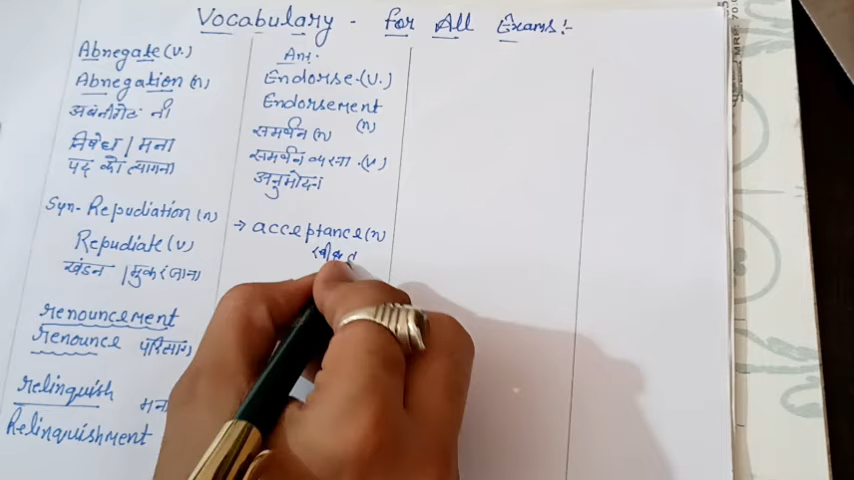 Vocabulary - for All Exams:-
Abnegate (v.)
Abnegation (n)
अबनीगेट नी
निषेध / मना
पद को त्यागना
Syn- Repudiation (n)
Repudiate (v)
खंडन / मुकर जाना
renouncement
renounce परित्याग
relinquish
Relinquishment
Ant.
Endorse.(v.)
Endorsement
(n)
समर्थन (n)
समर्थन करना.(v)
अनुमोदन
→ acceptance (n)